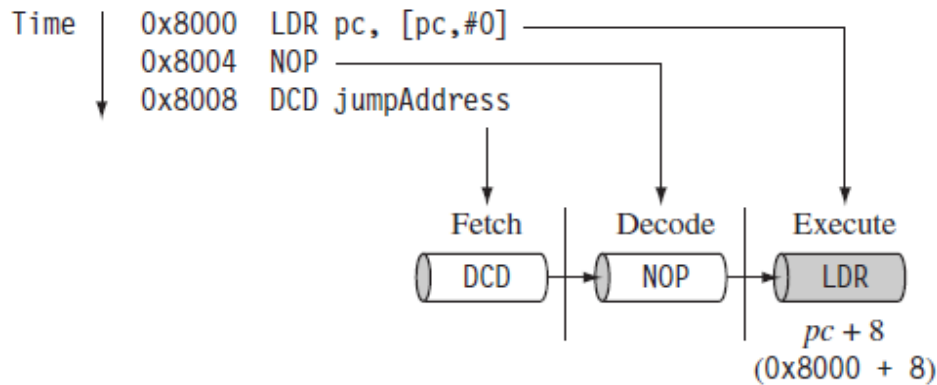 Time 0x8000 LDR pc, [pc,#0]
0x8004 NOP
0x8008 DCD jumpAddress
Fetch Decode Execute
DCD NOP LDR
pc + 8
(0x8000 + 8)